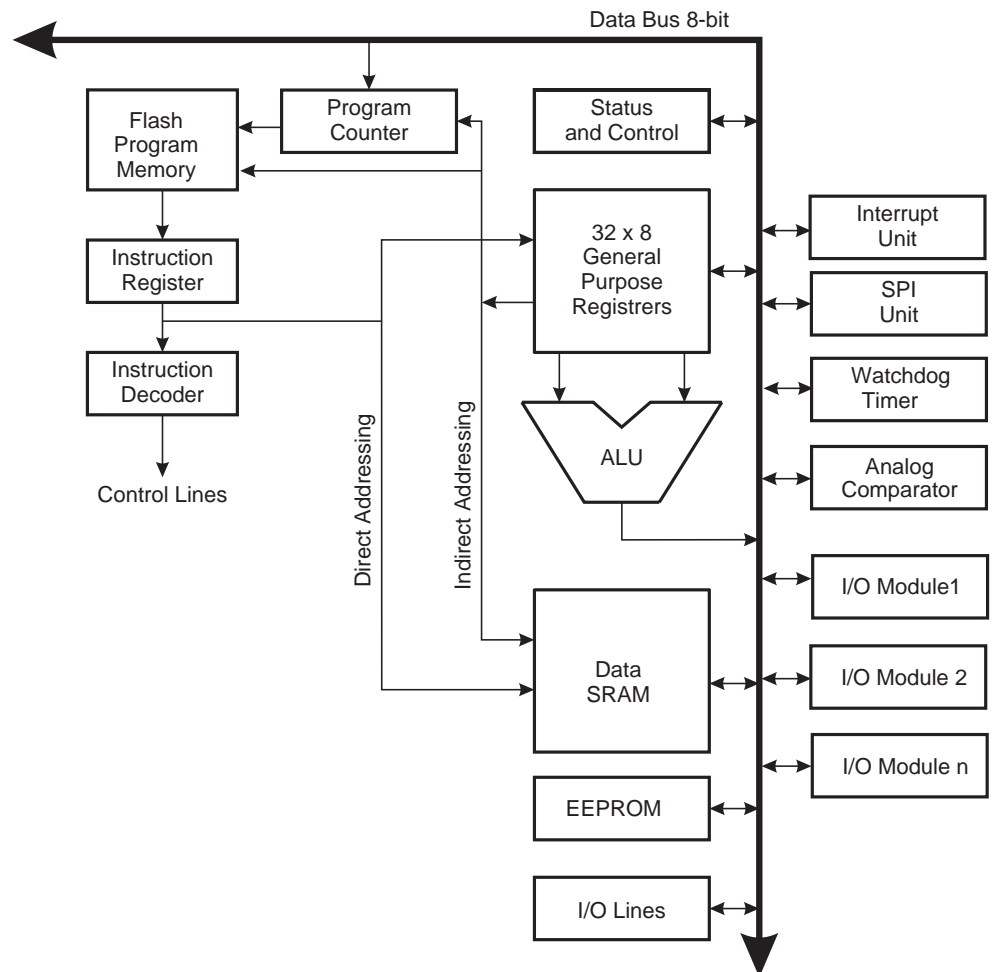 Data Bus 8-bit
Flash
Program
Memory
Program
Counter
Status
and Control
Interrupt
Unit
32 x 8
General
Purpose
Registrers
Instruction
Register
SPI
Unit
Instruction
Decoder
Watchdog
Timer
ALU
Analog
Comparator
Control Lines
Direct Addressing
Indirect Addressing
I/O Module1
Data
SRAM
I/O Module 2
I/O Module n
EEPROM
I/O Lines